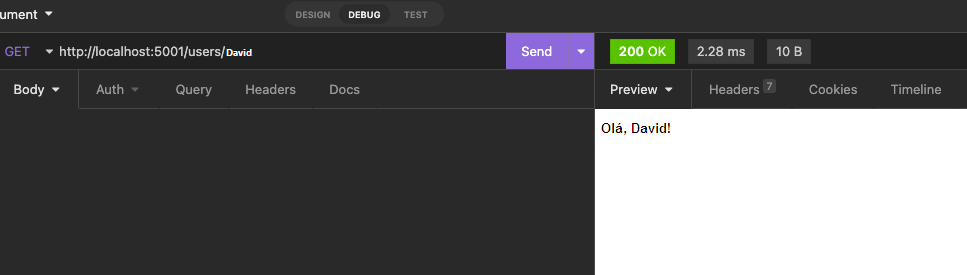 ument DESIGN DEBUG TEST
GET http://localhost:5001/users/David Send 200 OK 2.28 ms 10 B
Body Auth Query Headers Docs Preview Headers 7 Cookies Timeline
Olá, David!